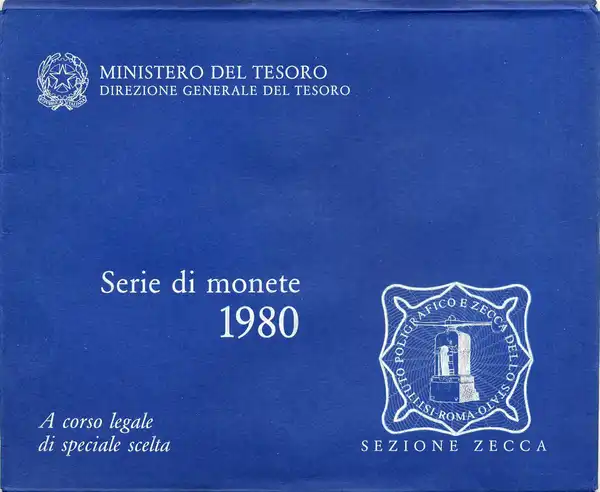 MINISTERO DEL TESORO
DIREZIONE GENERALE DEL TESORO
Serie di monete
1980
ISTITUTO POLIGRAFICO E ZECCA DELLO STATO·ROMA·
A corso legale
di speciale scelta
SEZIONE ZECCA